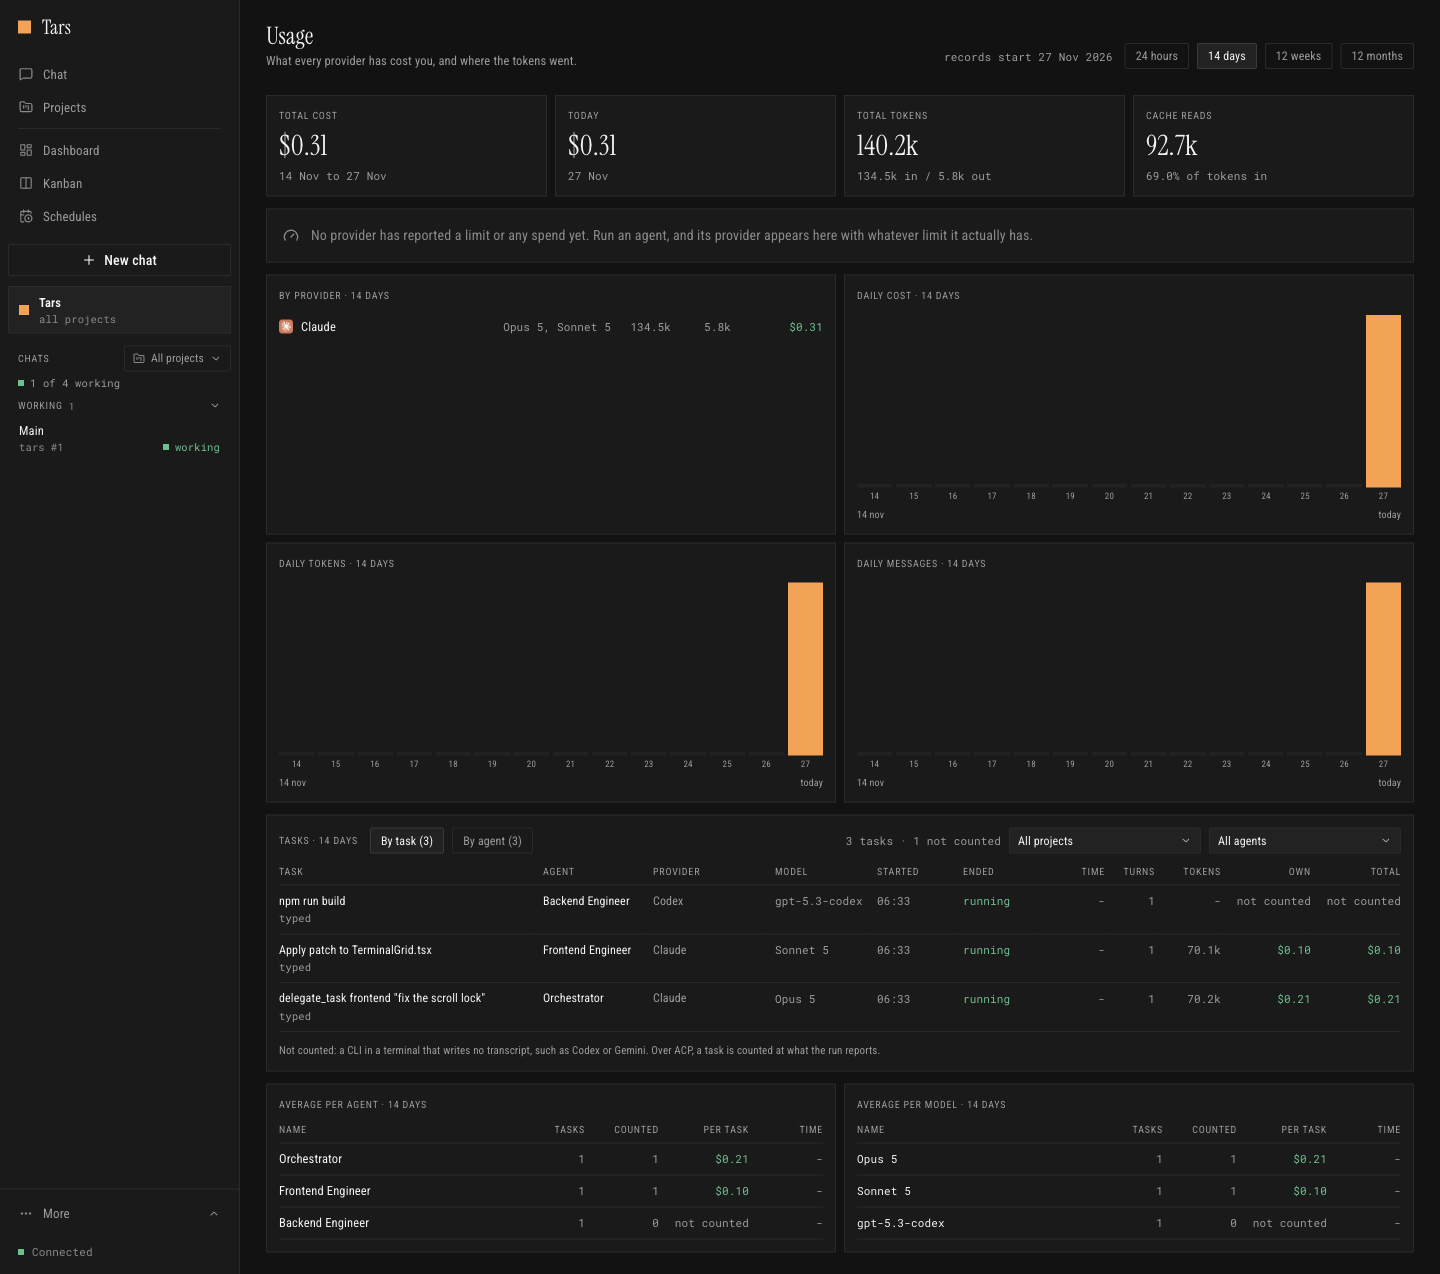 Tars
Chat
Projects
Dashboard
Kanban
Schedules
New chat
Tars
all projects
CHATS
All projects
1 of 4 working
WORKING 1
Main
tars #1
working
More
Connected
Usage
What every provider has cost you, and where the tokens went.
records start 27 Nov 2026
24 hours
14 days
12 weeks
12 months
TOTAL COST
$0.31
14 Nov to 27 Nov
TODAY
$0.31
27 Nov
TOTAL TOKENS
140.2k
134.5k in / 5.8k out
CACHE READS
92.7k
69.0% of tokens in
No provider has reported a limit or any spend yet. Run an agent, and its provider appears here with whatever limit it actually has.
BY PROVIDER · 14 DAYS
Claude Opus 5, Sonnet 5 134.5k 5.8k $0.31
DAILY COST · 14 DAYS
14 15 16 17 18 19 20 21 22 23 24 25 26 27
14 nov today
DAILY TOKENS · 14 DAYS
14 15 16 17 18 19 20 21 22 23 24 25 26 27
14 nov today
DAILY MESSAGES · 14 DAYS
14 15 16 17 18 19 20 21 22 23 24 25 26 27
14 nov today
TASKS · 14 DAYS By task (3) By agent (3) 3 tasks · 1 not counted All projects All agents
TASK AGENT PROVIDER MODEL STARTED ENDED TIME TURNS TOKENS OWN TOTAL
npm run build Backend Engineer Codex gpt-5.3-codex 06:33 running - 1 - not counted not counted
typed
Apply patch to TerminalGrid.tsx Frontend Engineer Claude Sonnet 5 06:33 running - 1 70.1k $0.10 $0.10
typed
delegate_task frontend "fix the scroll lock" Orchestrator Claude Opus 5 06:33 running - 1 70.2k $0.21 $0.21
typed
Not counted: a CLI in a terminal that writes no transcript, such as Codex or Gemini. Over ACP, a task is counted at what the run reports.
AVERAGE PER AGENT · 14 DAYS
NAME TASKS COUNTED PER TASK TIME
Orchestrator 1 1 $0.21 -
Frontend Engineer 1 1 $0.10 -
Backend Engineer 1 0 not counted -
AVERAGE PER MODEL · 14 DAYS
NAME TASKS COUNTED PER TASK TIME
Opus 5 1 1 $0.21 -
Sonnet 5 1 1 $0.10 -
gpt-5.3-codex 1 0 not counted -